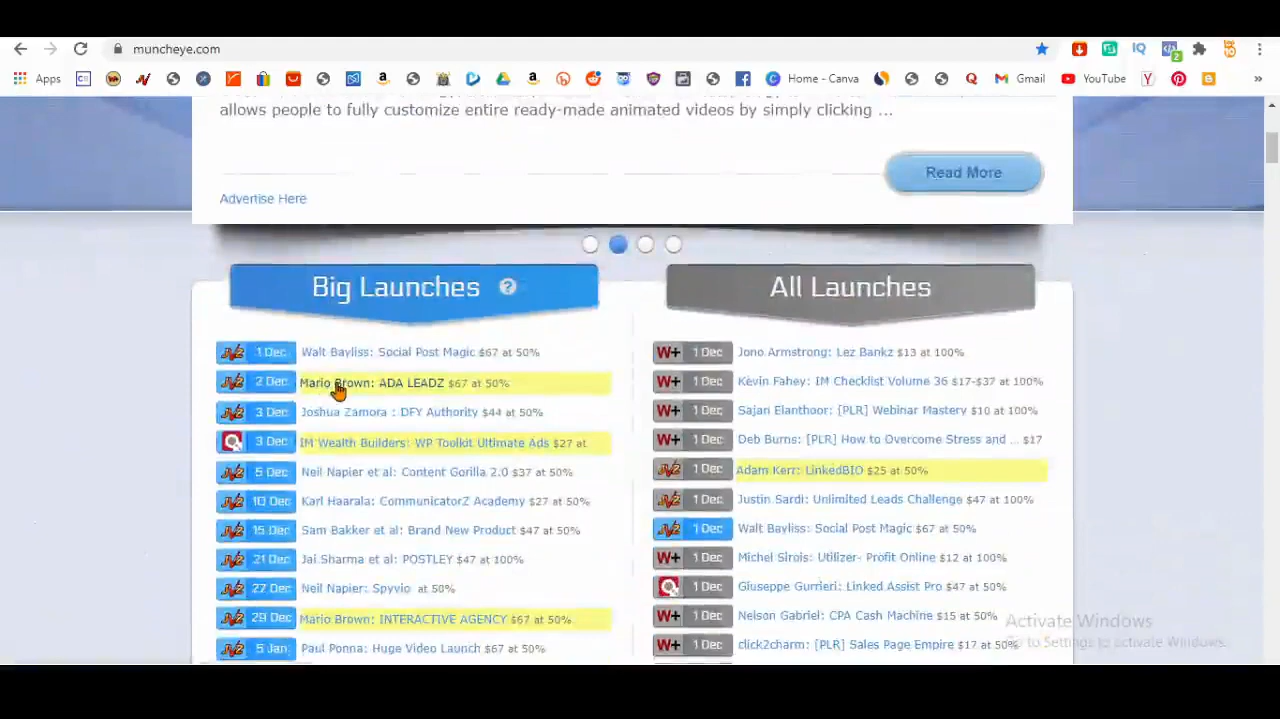 muncheye.com
2
Apps
Home - Canva
Gmail
YouTube
»
allows people to fully customize entire ready-made animated videos by simply clicking ...
Read More
Advertise Here
Big Launches ?
1 Dec Walt Bayliss: Social Post Magic $67 at 50%
2 Dec Mario Brown: ADA LEADZ $67 at 50%
3 Dec Joshua Zamora : DFY Authority $44 at 50%
3 Dec IM Wealth Builders: WP Toolkit Ultimate Ads $27 at
5 Dec Neil Napier et al: Content Gorilla 2.0 $37 at 50%
10 Dec Karl Haarala: CommunicatorZ Academy $27 at 50%
15 Dec Sam Bakker et al: Brand New Product $47 at 50%
21 Dec Jai Sharma et al: POSTLEY $47 at 100%
27 Dec Neil Napier: Spyvio at 50%
29 Dec Mario Brown: INTERACTIVE AGENCY $67 at 50%
5 Jan Paul Ponna: Huge Video Launch $67 at 50%
All Launches
W+ 1 Dec Jono Armstrong: Lez Bankz $13 at 100%
W+ 1 Dec Kevin Fahey: IM Checklist Volume 36 $17-$37 at 100%
W+ 1 Dec Sajan Elanthoor: [PLR] Webinar Mastery $10 at 100%
W+ 1 Dec Deb Burns: [PLR] How to Overcome Stress and ... $17
1 Dec Adam Kerr: LinkedBIO $25 at 50%
1 Dec Justin Sardi: Unlimited Leads Challenge $47 at 100%
1 Dec Walt Bayliss: Social Post Magic $67 at 50%
W+ 1 Dec Michel Sirois: Utilizer- Profit Online $12 at 100%
1 Dec Giuseppe Gurrieri: Linked Assist Pro $47 at 50%
W+ 1 Dec Nelson Gabriel: CPA Cash Machine $15 at 50%
W+ 1 Dec click2charm: [PLR] Sales Page Empire $17 at 50%
Activate Windows
Go to Settings to activate Windows.